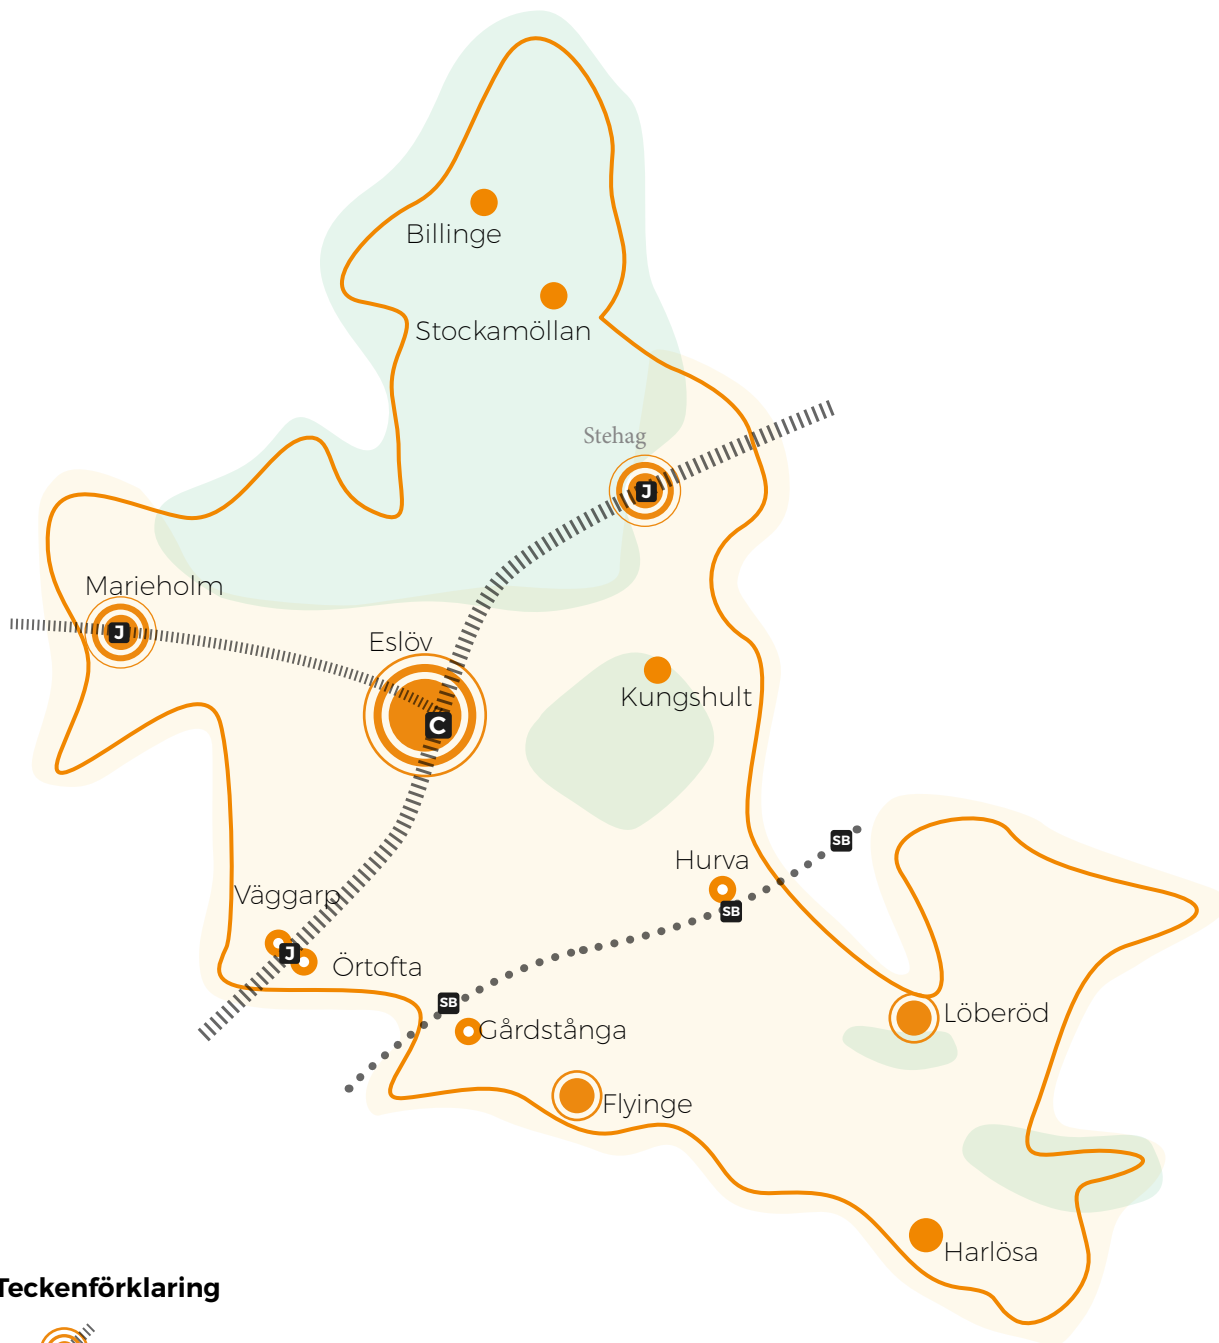 Billinge
Stockamöllan
Stehag
J
Marieholm
J
Eslöv
C
Kungshult
SB
Hurva
SB
Väggarp
J
Örtofta
SB
Gårdstånga
Löberöd
Flyinge
Harlösa
Teckenförklaring